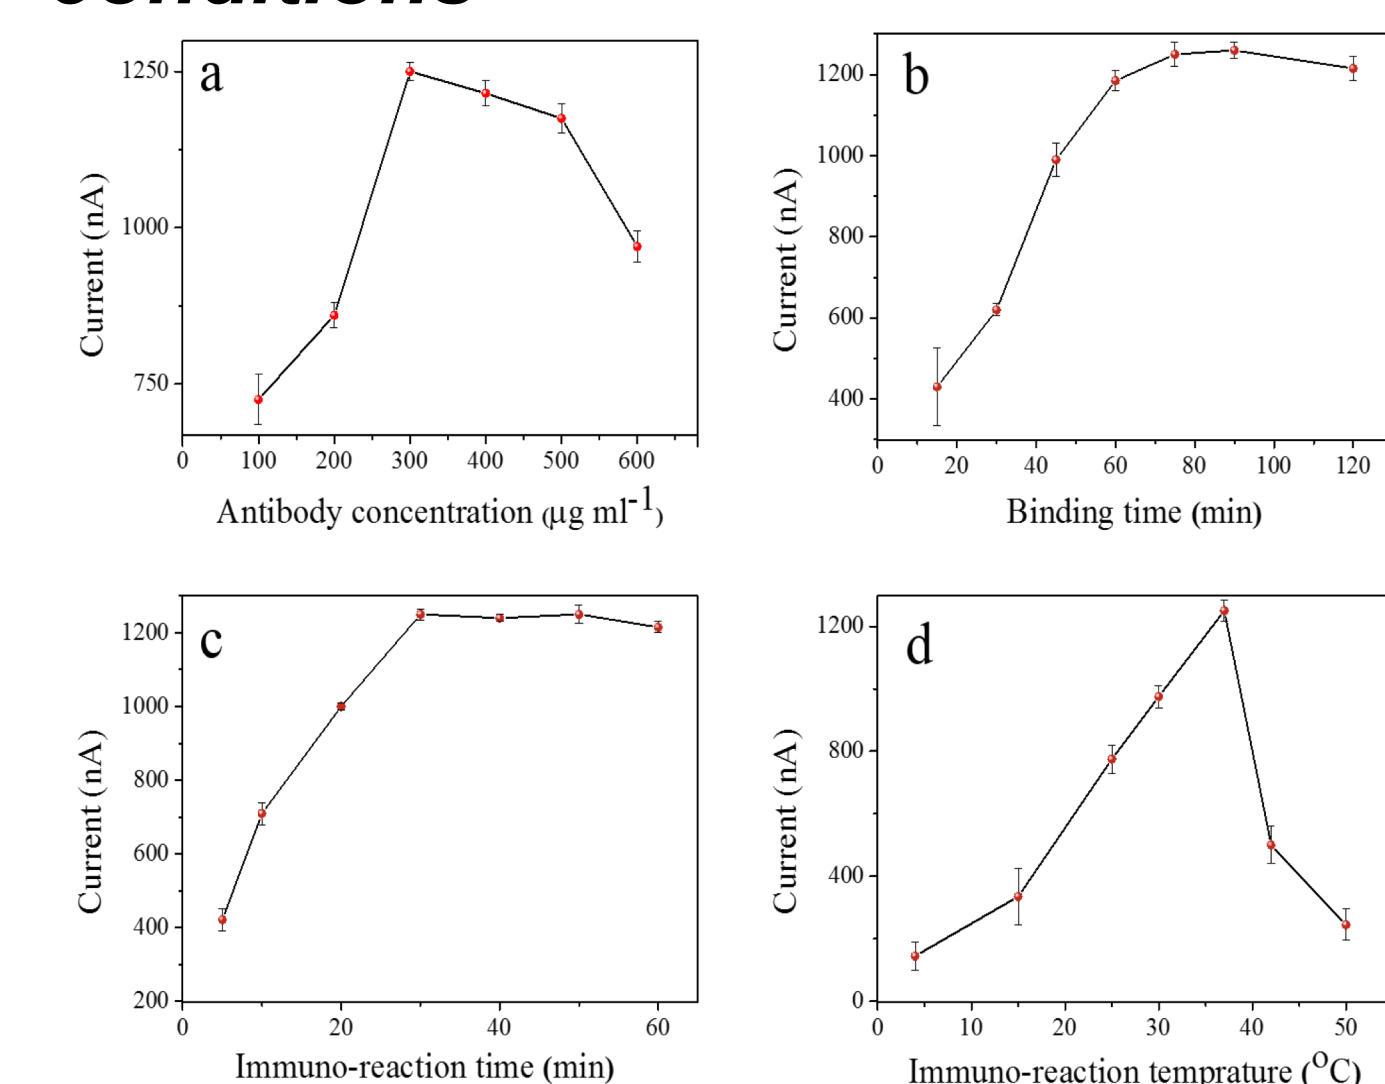 conditions
a
1250
1000
750
Current (nA)
0 100 200 300 400 500 600
Antibody concentration (μg ml-1)
b
1200
1000
800
600
400
Current (nA)
0 20 40 60 80 100 120
Binding time (min)
c
1200
1000
800
600
400
200
Current (nA)
0 20 40 60
Immuno-reaction time (min)
d
1200
800
400
0
Current (nA)
0 10 20 30 40 50
Immuno-reaction temprature (oC)